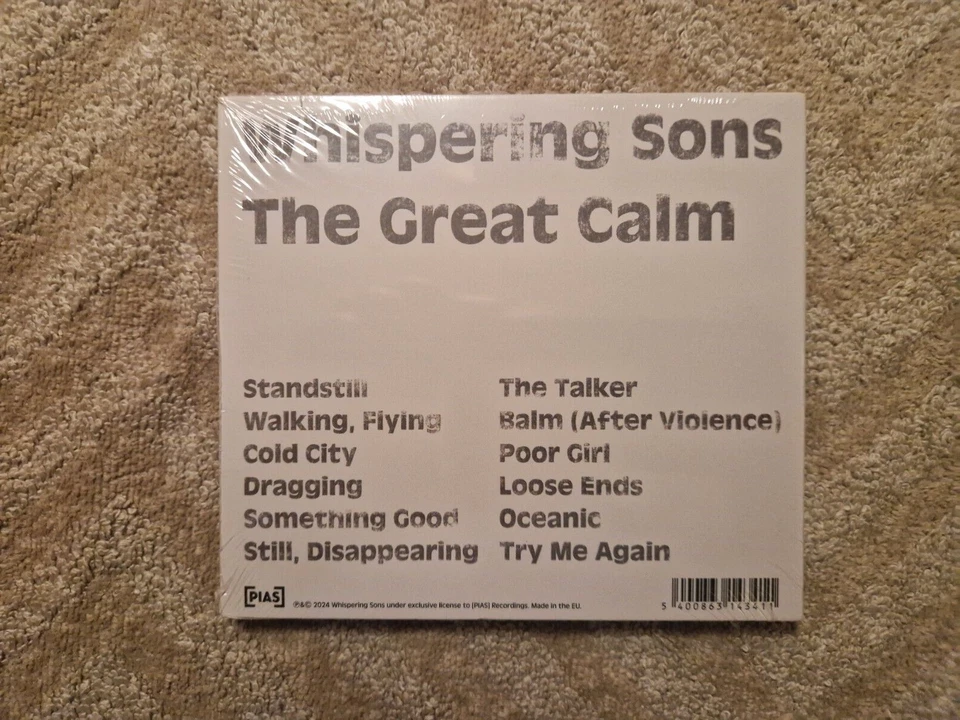 Whispering Sons
The Great Calm
Standstill
Walking, Flying
Cold City
Dragging
Something Good
Still, Disappearing
The Talker
Balm (After Violence)
Poor Girl
Loose Ends
Oceanic
Try Me Again
[PIAS]
℗&© 2024 Whispering Sons under exclusive license to [PIAS] Recordings. Made in the EU.
5 400863 143411